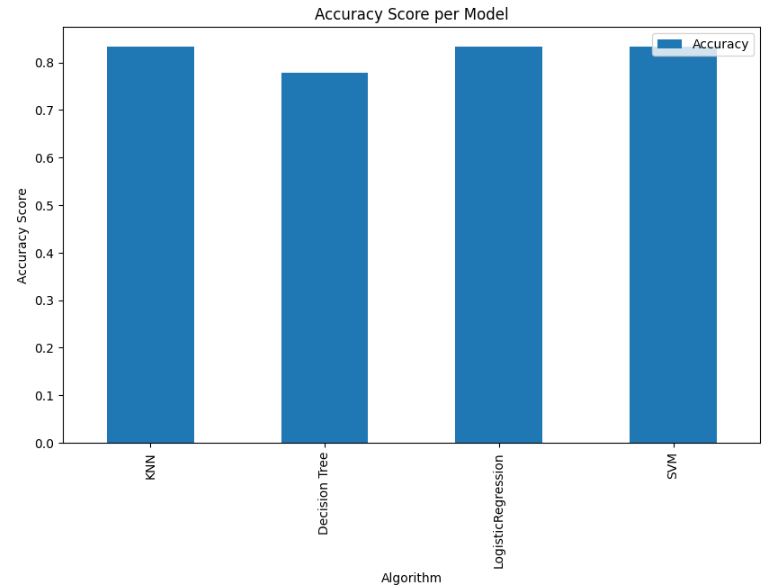 Accuracy Score per Model
Accuracy
Accuracy Score
0.8
0.7
0.6
0.5
0.4
0.3
0.2
0.1
0.0
KNN
Decision Tree
LogisticRegression
SVM
Algorithm